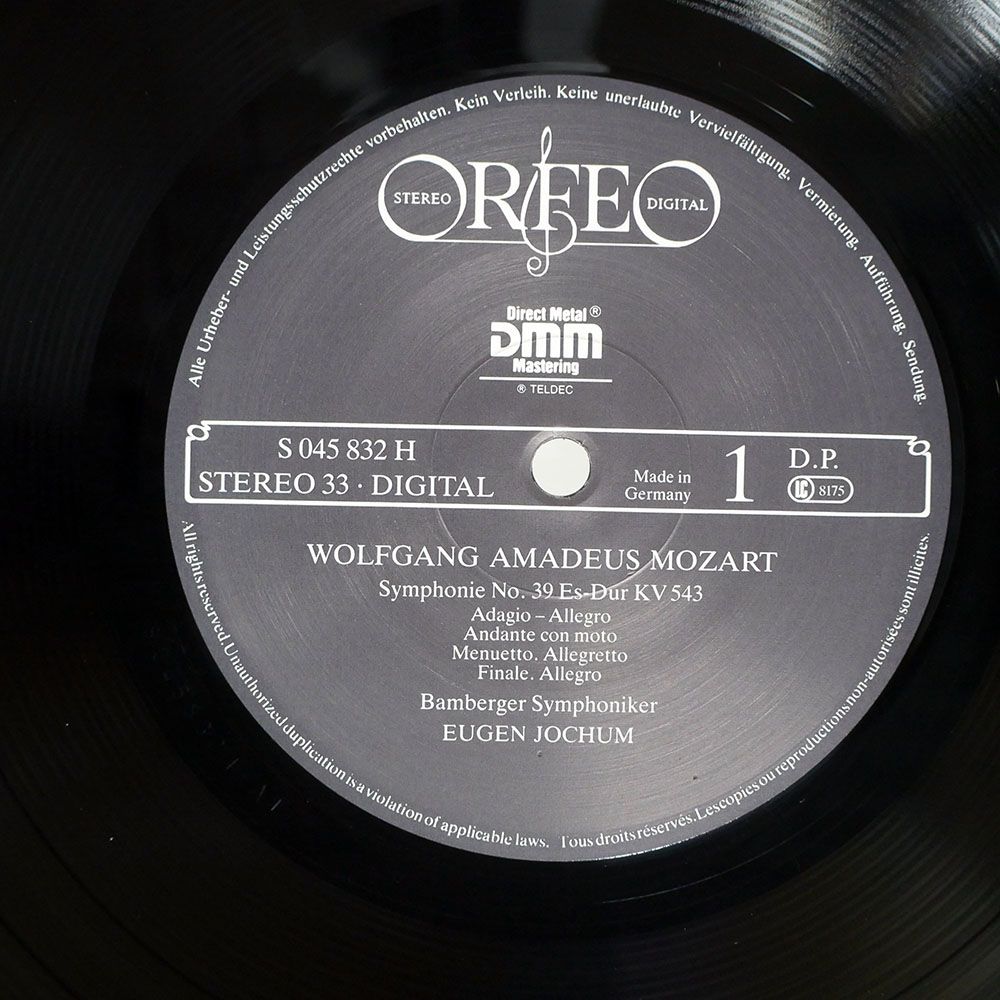 Alle Urheber- und Leistungsschutzrechte vorbehalten. Kein Verleih. Keine unerlaubte Vervielfältigung, Vermietung, Aufführung, Sendung.
STEREO ORFEO DIGITAL
Direct Metal ®
DMM
Mastering
® TELDEC
S 045 832 H
STEREO 33 · DIGITAL
Made in
Germany
1
D.P.
LC 8175
WOLFGANG AMADEUS MOZART
Symphonie No. 39 Es-Dur KV 543
Adagio – Allegro
Andante con moto
Menuetto. Allegretto
Finale. Allegro
Bamberger Symphoniker
EUGEN JOCHUM
All rights reserved. Unauthorized duplication is a violation of applicable laws. Tous droits réservés. Les copies ou reproductions non-autorisées sont illicites.